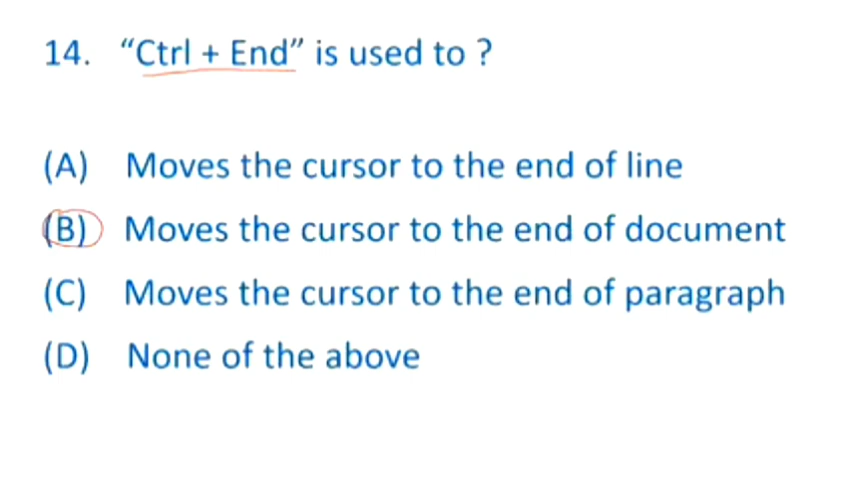 14. “Ctrl + End” is used to ?
(A) Moves the cursor to the end of line
(B) Moves the cursor to the end of document
(C) Moves the cursor to the end of paragraph
(D) None of the above